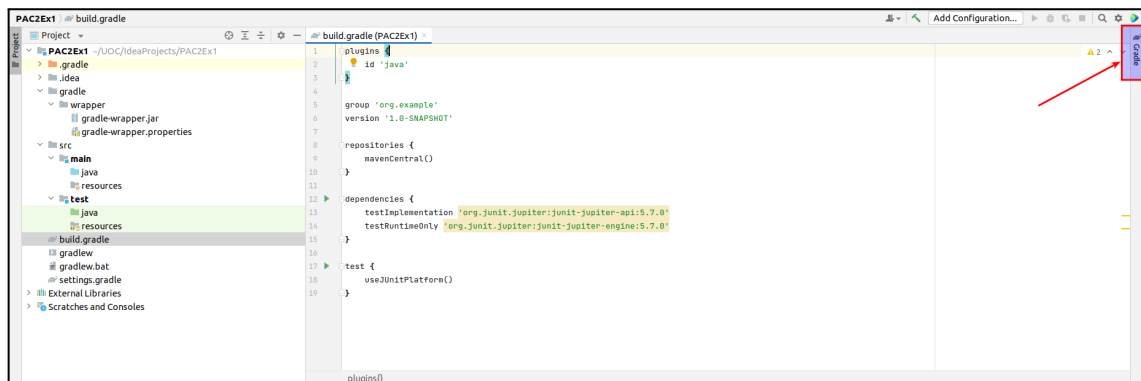 PAC2Ex1 build.gradle
Add Configuration...
Project
Project
build.gradle (PAC2Ex1)
PAC2Ex1 ~/UOC/IdeaProjects/PAC2Ex1
.gradle
.idea
gradle
wrapper
gradle-wrapper.jar
gradle-wrapper.properties
src
main
java
resources
test
java
resources
build.gradle
gradlew
gradlew.bat
settings.gradle
External Libraries
Scratches and Consoles
1 plugins {
2 id 'java'
3 }
4
5 group 'org.example'
6 version '1.0-SNAPSHOT'
7
8 repositories {
9 mavenCentral()
10 }
11
12 dependencies {
13 testImplementation 'org.junit.jupiter:junit-jupiter-api:5.7.0'
14 testRuntimeOnly 'org.junit.jupiter:junit-jupiter-engine:5.7.0'
15 }
16
17 test {
18 useJUnitPlatform()
19 }
2
Gradle
plugins{}